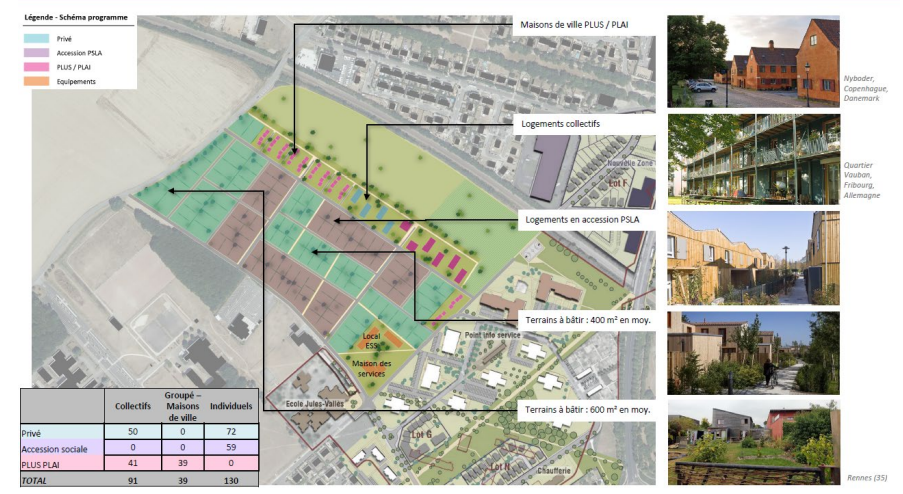 Légende - Schéma programme
Privé
Accession PSLA
PLUS / PLAI
Equipements
Maisons de ville PLUS / PLAI
Logements collectifs
Nouvelle Zone
Lot F
Logements en accession PSLA
Terrains à bâtir : 400 m² en moy.
Point info service
Local
ESS
Maison des
services
Ecole Jules-Vallès
Terrains à bâtir : 600 m² en moy.
Lot G
Lot N
Chaufferie
Collectifs
Groupé –
Maisons
de ville
Individuels
Privé 50 0 72
Accession sociale 0 0 59
PLUS PLAI 41 39 0
TOTAL 91 39 130
Nyboder,
Copenhague,
Danemark
Quartier
Vauban,
Fribourg,
Allemagne
Rennes (35)